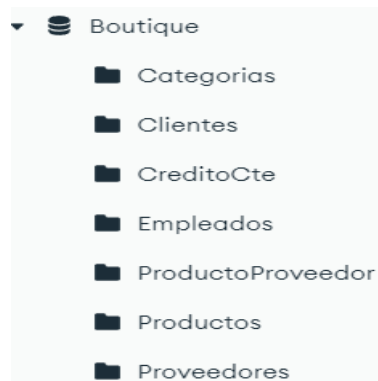 Boutique
Categorias
Clientes
CreditoCte
Empleados
ProductoProveedor
Productos
Proveedores